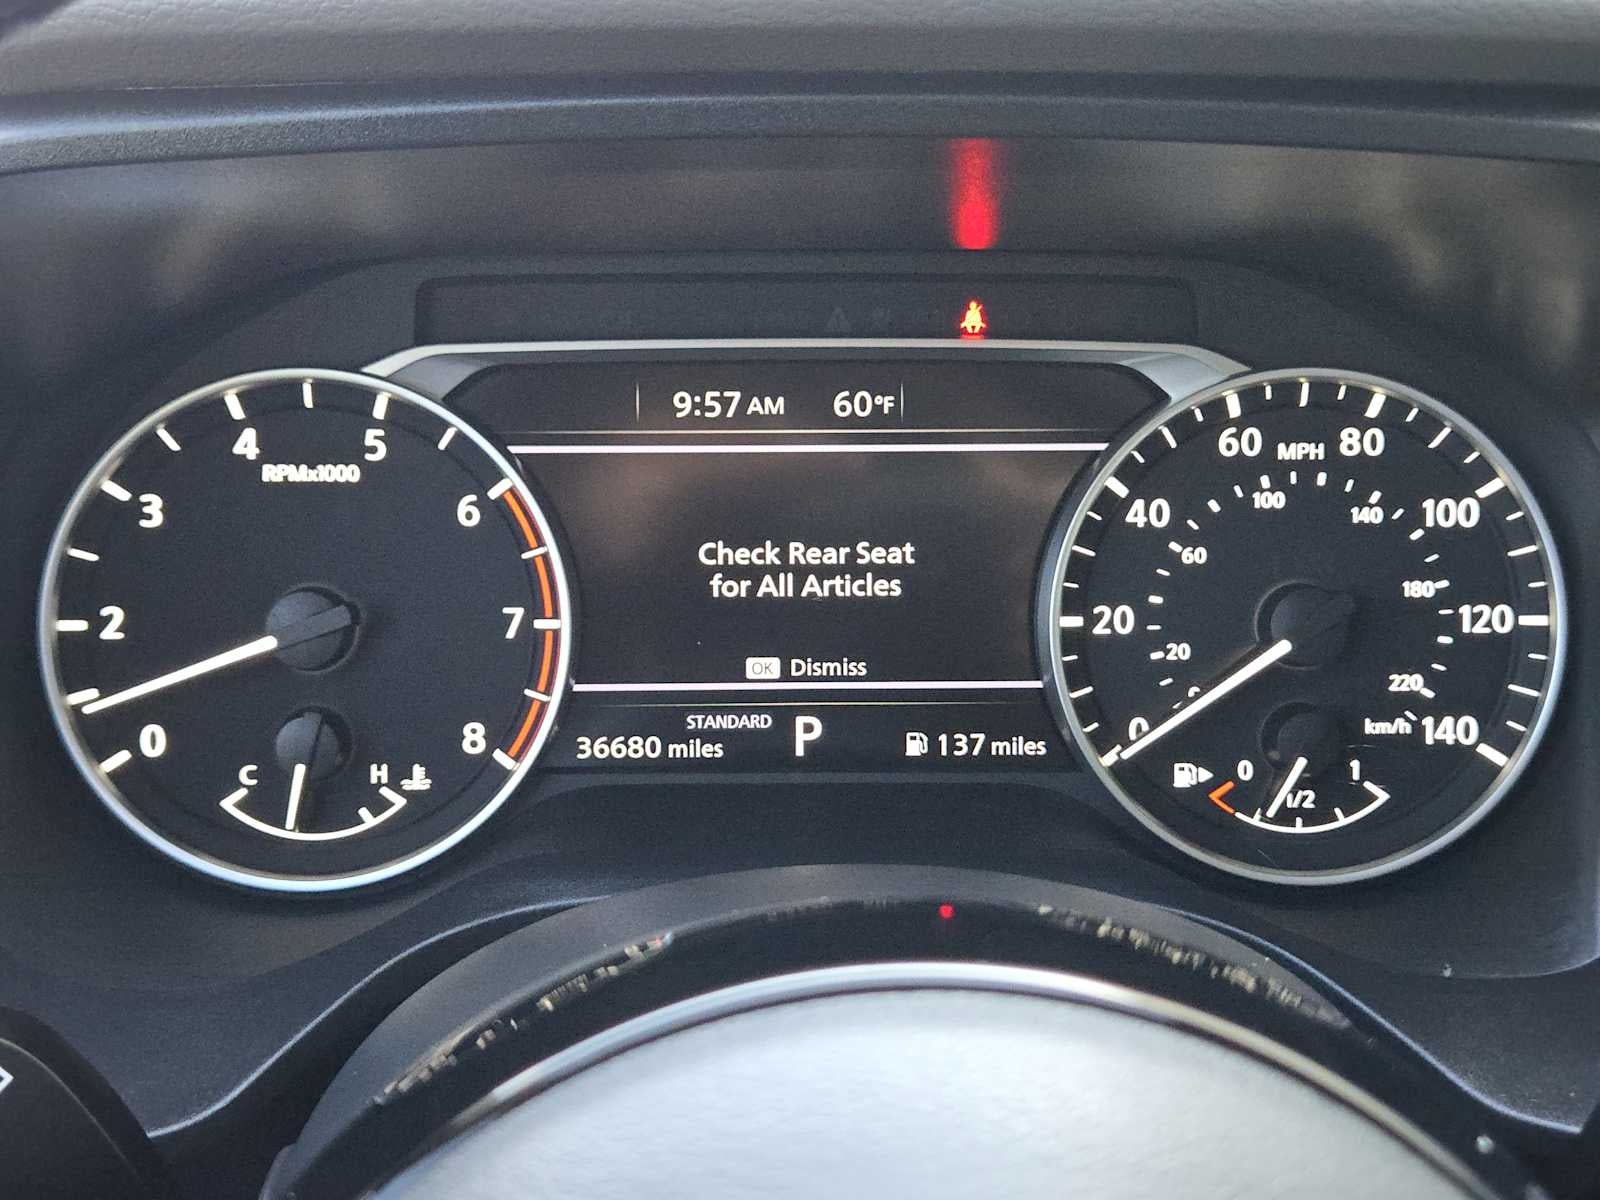 9:57 AM 60°F
Check Rear Seat
for All Articles
OK Dismiss
STANDARD
36680 miles P 137 miles
0 2 3 4 5 6 7 8
RPMx1000
C H
0 20 40 60 80 100 120 140
MPH
20 60 100 140 180 220
km/h
0 1/2 1